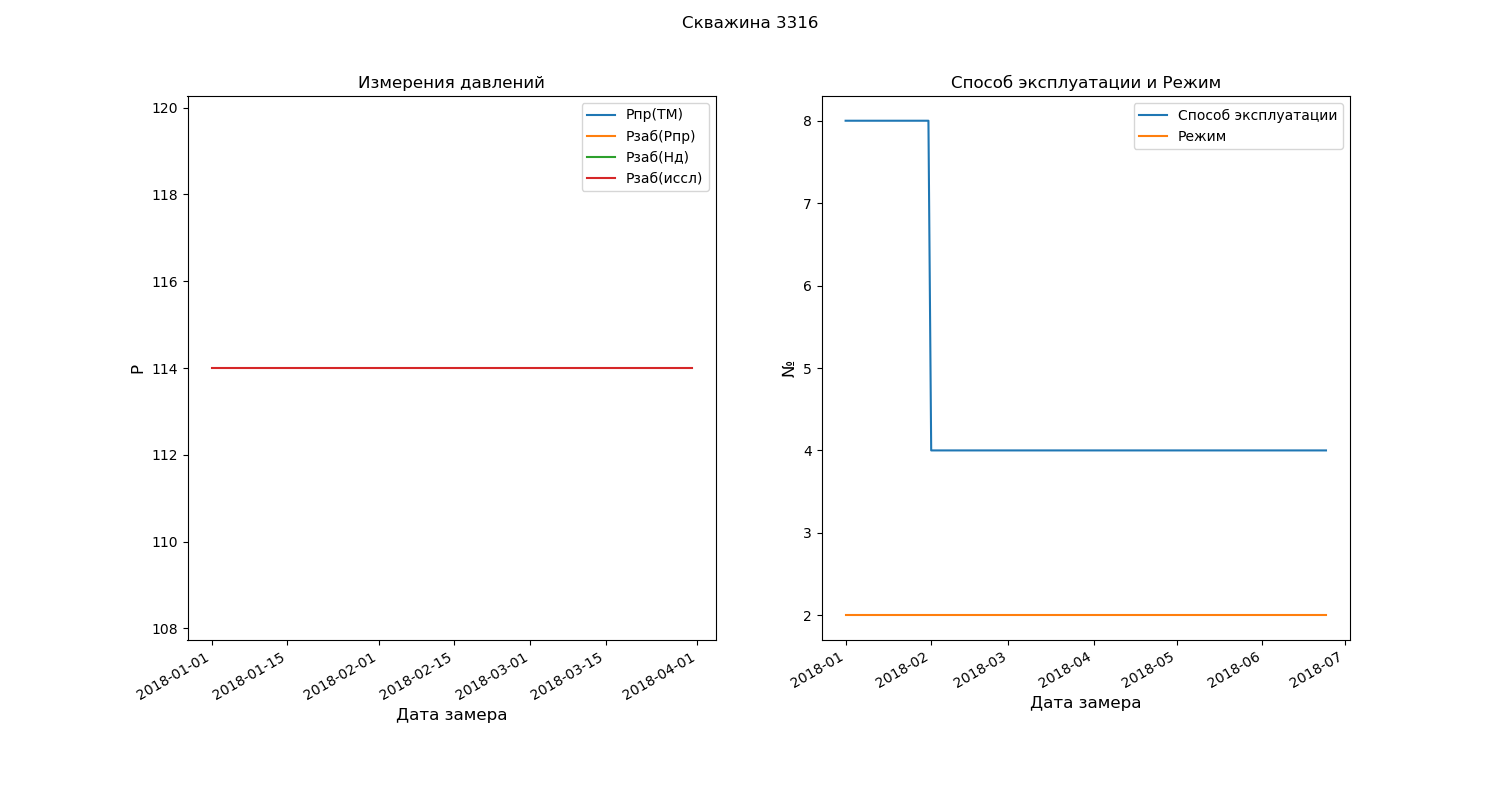 Скважина 3316
Измерения давлений
Рпр(ТМ)
Рзаб(Рпр)
Рзаб(Нд)
Рзаб(иссл)
120
118
116
114
112
110
108
Р
2018-01-01
2018-01-15
2018-02-01
2018-02-15
2018-03-01
2018-03-15
2018-04-01
Дата замера
Способ эксплуатации и Режим
Способ эксплуатации
Режим
8
7
6
5
4
3
2
№
2018-01
2018-02
2018-03
2018-04
2018-05
2018-06
2018-07
Дата замера